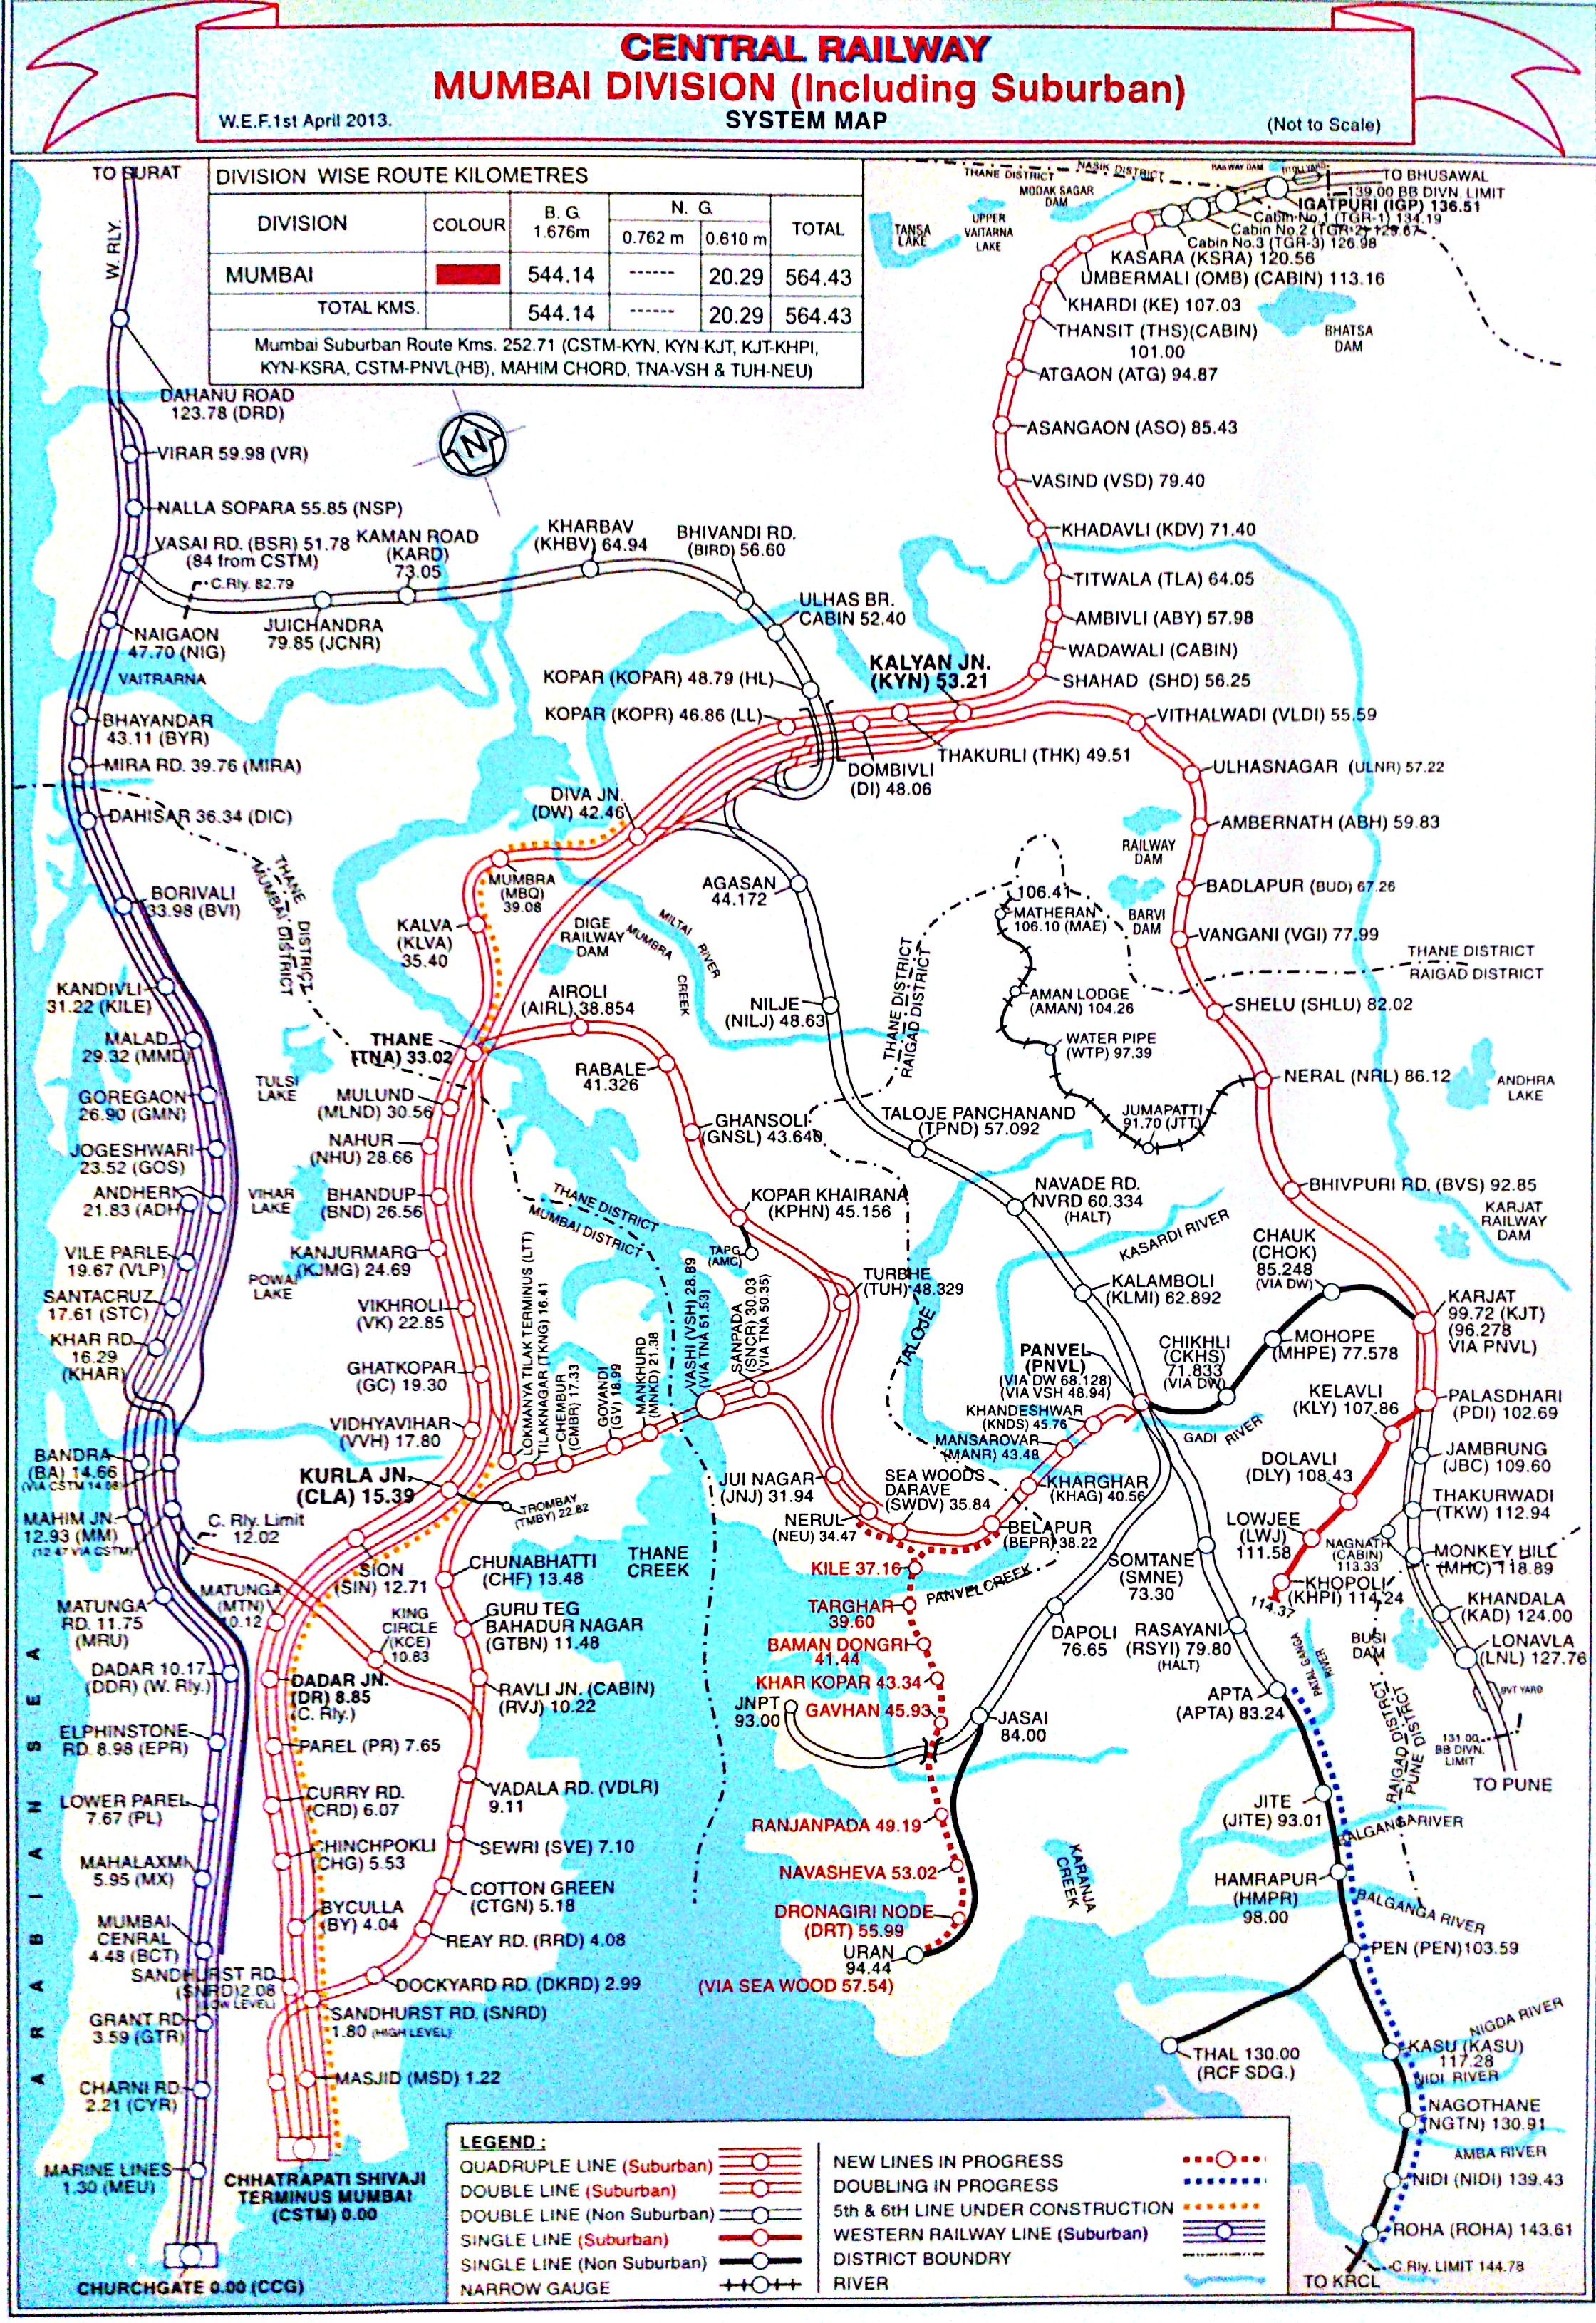 CENTRAL RAILWAY
MUMBAI DIVISION (Including Suburban)
W.E.F.1st April 2013.
SYSTEM MAP
(Not to Scale)
DIVISION WISE ROUTE KILOMETRES
DIVISION
COLOUR
B. G.
1.676m
N. G.
0.762 m
0.610 m
TOTAL
MUMBAI
544.14
------
20.29
564.43
TOTAL KMS.
544.14
------
20.29
564.43
Mumbai Suburban Route Kms. 252.71 (CSTM-KYN, KYN-KJT, KJT-KHPI,
KYN-KSRA, CSTM-PNVL(HB), MAHIM CHORD, TNA-VSH & TUH-NEU)
N
TO SURAT
W. RLY.
DAHANU ROAD
123.78 (DRD)
VIRAR 59.98 (VR)
NALLA SOPARA 55.85 (NSP)
VASAI RD. (BSR) 51.78
(84 from CSTM)
C.Rly. 82.79
KAMAN ROAD
(KARD)
73.05
KHARBAV
(KHBV) 64.94
BHIVANDI RD.
(BIRD) 56.60
ULHAS BR.
CABIN 52.40
JUICHANDRA
79.85 (JCNR)
NAIGAON
47.70 (NIG)
VAITRARNA
BHAYANDAR
43.11 (BYR)
MIRA RD. 39.76 (MIRA)
DAHISAR 36.34 (DIC)
BORIVALI
33.98 (BVI)
KANDIVLI
31.22 (KILE)
MALAD
29.32 (MMD)
GOREGAON
26.90 (GMN)
JOGESHWARI
23.52 (GOS)
ANDHERI
21.83 (ADH)
VILE PARLE
19.67 (VLP)
SANTACRUZ
17.61 (STC)
KHAR RD.
16.29
(KHAR)
BANDRA
(BA) 14.66
(VIA CSTM 14.08)
MAHIM JN.
12.93 (MM)
(12.47 VIA CSTM)
C. Rly. Limit
12.02
MATUNGA
RD. 11.75
(MRU)
DADAR 10.17
(DDR) (W. Rly.)
ELPHINSTONE
RD. 8.98 (EPR)
LOWER PAREL
7.67 (PL)
MAHALAXMI
5.95 (MX)
MUMBAI
CENRAL
4.48 (BCT)
GRANT RD
3.59 (GTR)
CHARNI RD
2.21 (CYR)
MARINE LINES
1.30 (MEU)
CHURCHGATE 0.00 (CCG)
ARABIAN SEA
THANE DISTRICT
MUMBAI DISTRICT
TULSI
LAKE
VIHAR
LAKE
POWAI
LAKE
TO BHUSAWAL
139.00 BB DIVN. LIMIT
IGATPURI (IGP) 136.51
Cabin No.1 (TGR-1) 134.19
Cabin No.2 (TGR-2) 129.67
Cabin No.3 (TGR-3) 126.98
KASARA (KSRA) 120.56
UMBERMALI (OMB) (CABIN) 113.16
KHARDI (KE) 107.03
THANSIT (THS)(CABIN)
101.00
ATGAON (ATG) 94.87
ASANGAON (ASO) 85.43
VASIND (VSD) 79.40
KHADAVLI (KDV) 71.40
TITWALA (TLA) 64.05
AMBIVLI (ABY) 57.98
WADAWALI (CABIN)
SHAHAD (SHD) 56.25
THANE DISTRICT
NASIK DISTRICT
RAILWAY DAM
MODAK SAGAR
DAM
TANSA
LAKE
UPPER
VAITARNA
LAKE
BHATSA
DAM
KALYAN JN.
(KYN) 53.21
KOPAR (KOPAR) 48.79 (HL)
KOPAR (KOPR) 46.86 (LL)
THAKURLI (THK) 49.51
DOMBIVLI
(DI) 48.06
DIVA JN.
(DW) 42.46
MUMBRA
(MBQ)
39.08
KALVA
(KLVA)
35.40
DIGE
RAILWAY
DAM
MUMBRA CREEK
MILTAI RIVER
VITHALWADI (VLDI) 55.59
ULHASNAGAR (ULNR) 57.22
AMBERNATH (ABH) 59.83
RAILWAY
DAM
BADLAPUR (BUD) 67.26
BARVI
DAM
VANGANI (VGI) 77.99
THANE DISTRICT
RAIGAD DISTRICT
SHELU (SHLU) 82.02
NERAL (NRL) 86.12
ANDHRA
LAKE
106.41
MATHERAN
106.10 (MAE)
AMAN LODGE
(AMAN) 104.26
WATER PIPE
(WTP) 97.39
JUMAPATTI
91.70 (JTT)
BHIVPURI RD. (BVS) 92.85
KARJAT
RAILWAY
DAM
AGASAN
44.172
NILJE
(NILJ) 48.63
THANE DISTRICT
RAIGAD DISTRICT
TALOJE PANCHANAND
(TPND) 57.092
NAVADE RD.
NVRD 60.334
(HALT)
KASARDI RIVER
KALAMBOLI
(KLMI) 62.892
CHAUK
(CHOK)
85.248
(VIA DW)
MOHOPE
(MHPE) 77.578
CHIKHLI
(CKHS)
71.833
(VIA DW)
KARJAT
99.72 (KJT)
(96.278
VIA PNVL)
PANVEL
(PNVL)
(VIA DW 68.128)
(VIA VSH 48.94)
KHANDESHWAR
(KNDS) 45.76
MANSAROVAR
(MANR) 43.48
KHARGHAR
(KHAG) 40.56
GADI RIVER
TALOJE
KELAVLI
(KLY) 107.86
PALASDHARI
(PDI) 102.69
DOLAVLI
(DLY) 108.43
JAMBRUNG
(JBC) 109.60
LOWJEE
(LWJ)
111.58
THAKURWADI
(TKW) 112.94
NAGNATH
(CABIN)
113.33
MONKEY HILL
(MHC) 118.89
KHOPOLI
(KHPI) 114.24
114.37
KHANDALA
(KAD) 124.00
LONAVLA
(LNL) 127.76
BVT YARD
131.00
BB DIVN.
LIMIT
TO PUNE
BUSI
DAM
RAIGAD DISTRICT
PUNE DISTRICT
THANE
(TNA) 33.02
AIROLI
(AIRL) 38.854
RABALE
41.326
GHANSOLI
(GNSL) 43.640
KOPAR KHAIRANA
(KPHN) 45.156
TAPG
(AMC)
TURBHE
(TUH) 48.329
MULUND
(MLND) 30.56
NAHUR
(NHU) 28.66
BHANDUP
(BND) 26.56
KANJURMARG
(KJMG) 24.69
VIKHROLI
(VK) 22.85
GHATKOPAR
(GC) 19.30
VIDHYAVIHAR
(VVH) 17.80
KURLA JN.
(CLA) 15.39
THANE DISTRICT
MUMBAI DISTRICT
LOKMANYA TILAK TERMINUS (LTT)
TILAKNAGAR (TKNG) 16.41
CHEMBUR
(CMBR) 17.33
GOWANDI
(GV) 18.99
MANKHURD
(MNKD) 21.38
VASHI (VSH) 28.89
(VIA TNA 51.53)
SANPADA
(SNCR) 30.03
(VIA TNA 50.35)
TROMBAY
(TMBY) 22.82
THANE
CREEK
JUI NAGAR
(JNJ) 31.94
NERUL
(NEU) 34.47
SEA WOODS
DARAVE
(SWDV) 35.84
BELAPUR
(BEPR) 38.22
KILE 37.16
TARGHAR
39.60
BAMAN DONGRI
41.44
KHAR KOPAR 43.34
GAVHAN 45.93
PANVEL CREEK
JNPT
93.00
JASAI
84.00
RANJANPADA 49.19
NAVASHEVA 53.02
DRONAGIRI NODE
(DRT) 55.99
URAN
94.44
(VIA SEA WOOD 57.54)
KARANJA
CREEK
SOMTANE
(SMNE)
73.30
DAPOLI
76.65
RASAYANI
(RSYI) 79.80
(HALT)
PATAL GANGA
RIVER
APTA
(APTA) 83.24
JITE
(JITE) 93.01
BALGANGA RIVER
HAMRAPUR
(HMPR)
98.00
BALGANGA RIVER
PEN (PEN)103.59
THAL 130.00
(RCF SDG.)
NIGDA RIVER
KASU (KASU)
117.28
NIDI RIVER
NAGOTHANE
(NGTN) 130.91
AMBA RIVER
NIDI (NIDI) 139.43
ROHA (ROHA) 143.61
C.Rly. LIMIT 144.78
TO KRCL
SION
(SIN) 12.71
MATUNGA
(MTN)
10.12
KING
CIRCLE
(KCE)
10.83
CHUNABHATTI
(CHF) 13.48
GURU TEG
BAHADUR NAGAR
(GTBN) 11.48
RAVLI JN. (CABIN)
(RVJ) 10.22
DADAR JN.
(DR) 8.85
(C. Rly.)
PAREL (PR) 7.65
CURRY RD.
(CRD) 6.07
CHINCHPOKLI
(CHG) 5.53
BYCULLA
(BY) 4.04
VADALA RD. (VDLR)
9.11
SEWRI (SVE) 7.10
COTTON GREEN
(CTGN) 5.18
REAY RD. (RRD) 4.08
DOCKYARD RD. (DKRD) 2.99
SANDHURST RD
(SNRD)2.08
(LOW LEVEL)
SANDHURST RD. (SNRD)
1.80 (HIGH LEVEL)
MASJID (MSD) 1.22
CHHATRAPATI SHIVAJI
TERMINUS MUMBAI
(CSTM) 0.00
LEGEND :
QUADRUPLE LINE (Suburban)
DOUBLE LINE (Suburban)
DOUBLE LINE (Non Suburban)
SINGLE LINE (Suburban)
SINGLE LINE (Non Suburban)
NARROW GAUGE
NEW LINES IN PROGRESS
DOUBLING IN PROGRESS
5th & 6tH LINE UNDER CONSTRUCTION
WESTERN RAILWAY LINE (Suburban)
DISTRICT BOUNDRY
RIVER